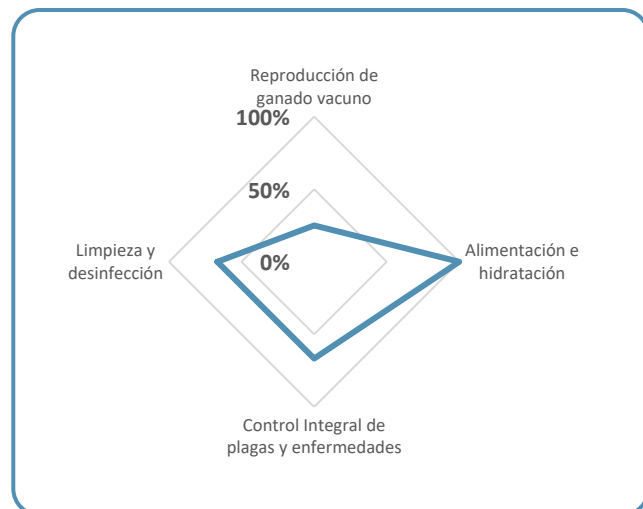 Reproducción de
ganado vacuno
100%
50%
0%
Limpieza y
desinfección
Alimentación e
hidratación
Control Integral de
plagas y enfermedades